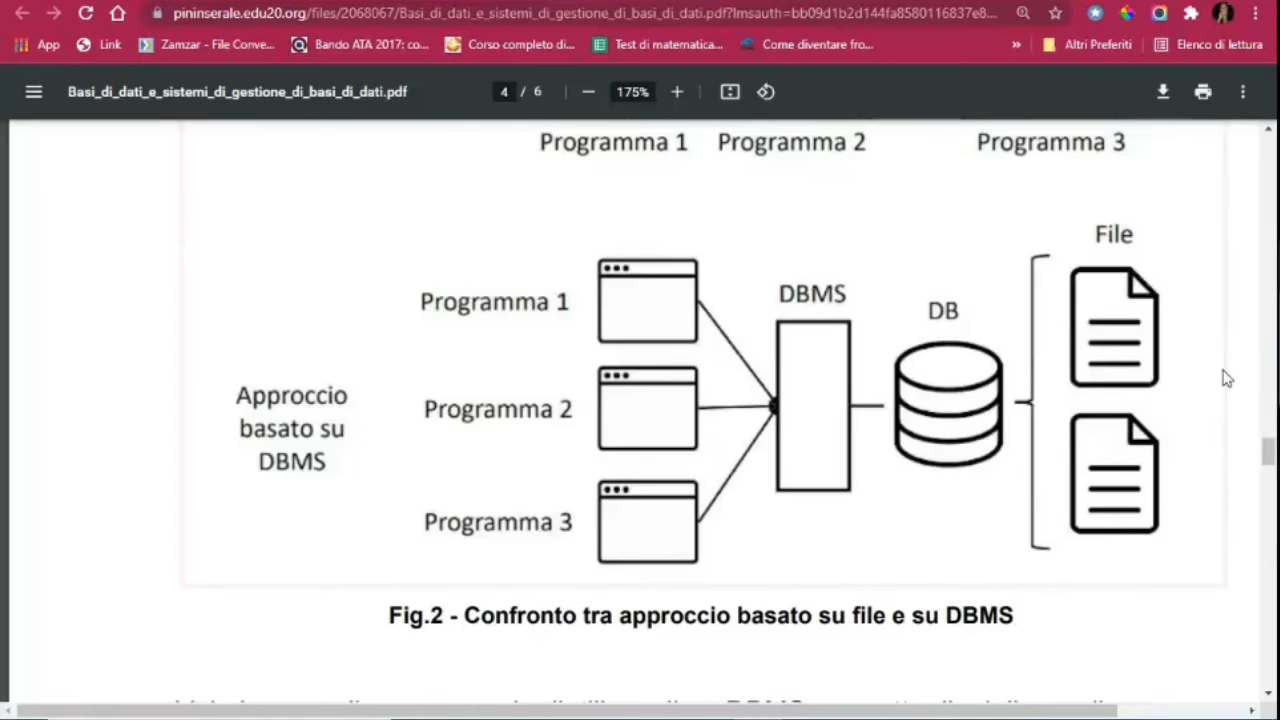 pininserale.edu20.org/files/2068067/Basi_di_dati_e_sistemi_di_gestione_di_basi_di_dati.pdf?lmsauth=bb09d1b2d144fa8580116837e8...
App Link Zamzar - File Conve... Bando ATA 2017: co... Corso completo di... Test di matematica... Come diventare fro... » Altri Preferiti Elenco di lettura
Basi_di_dati_e_sistemi_di_gestione_di_basi_di_dati.pdf 4 / 6 175%
Programma 1 Programma 2 Programma 3
File
DBMS
Programma 1
DB
Approccio
basato su
DBMS
Programma 2
Programma 3
Fig.2 - Confronto tra approccio basato su file e su DBMS